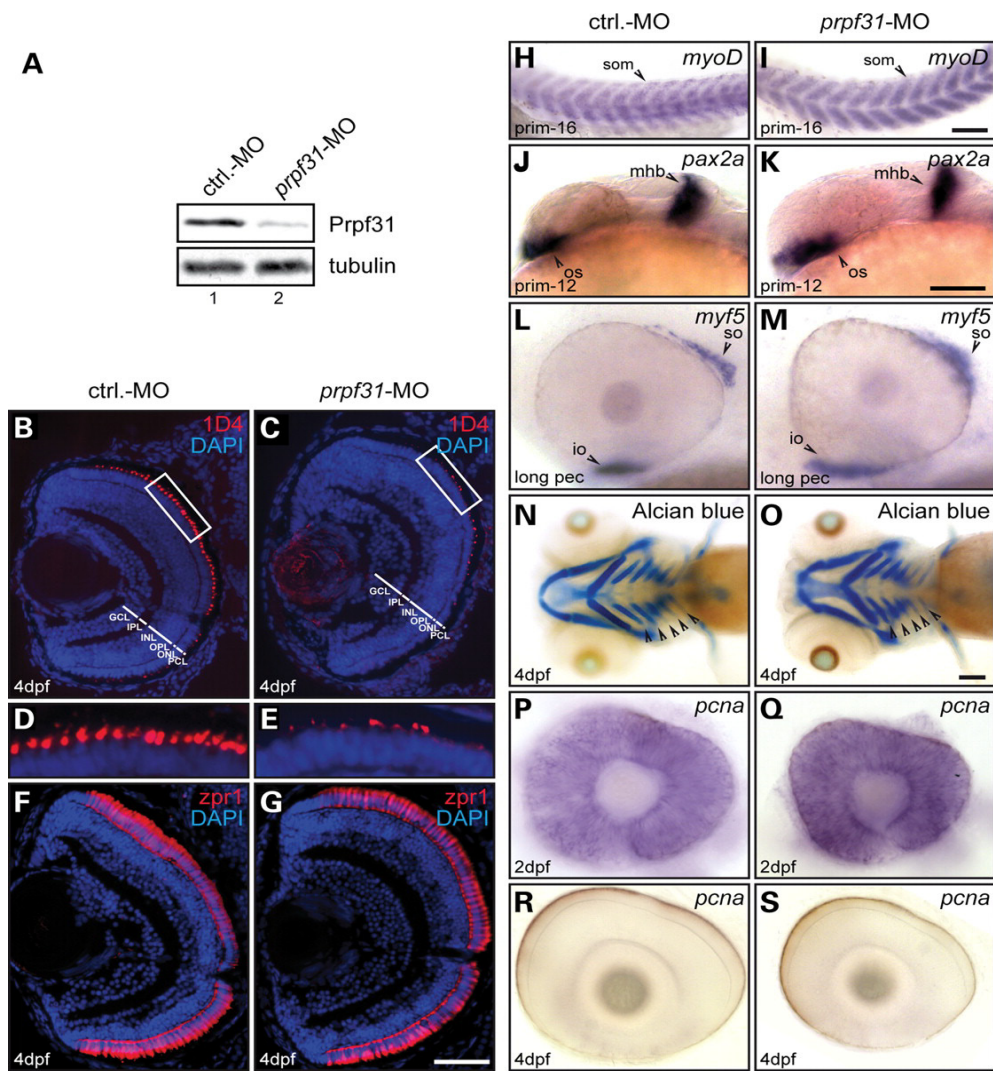 A
ctrl.-MO
prpf31-MO
Prpf31
tubulin
1 2
ctrl.-MO prpf31-MO
B 1D4
DAPI
GCL
IPL
INL
OPL
ONL
PCL
4dpf
C 1D4
DAPI
GCL
IPL
INL
OPL
ONL
PCL
4dpf
D E
F zpr1
DAPI
4dpf
G zpr1
DAPI
4dpf
ctrl.-MO prpf31-MO
H myoD
som
prim-16
I myoD
som
prim-16
J pax2a
mhb
os
prim-12
K pax2a
mhb
os
prim-12
L myf5
so
io
long pec
M myf5
so
io
long pec
N Alcian blue
4dpf
O Alcian blue
4dpf
P pcna
2dpf
Q pcna
2dpf
R pcna
4dpf
S pcna
4dpf